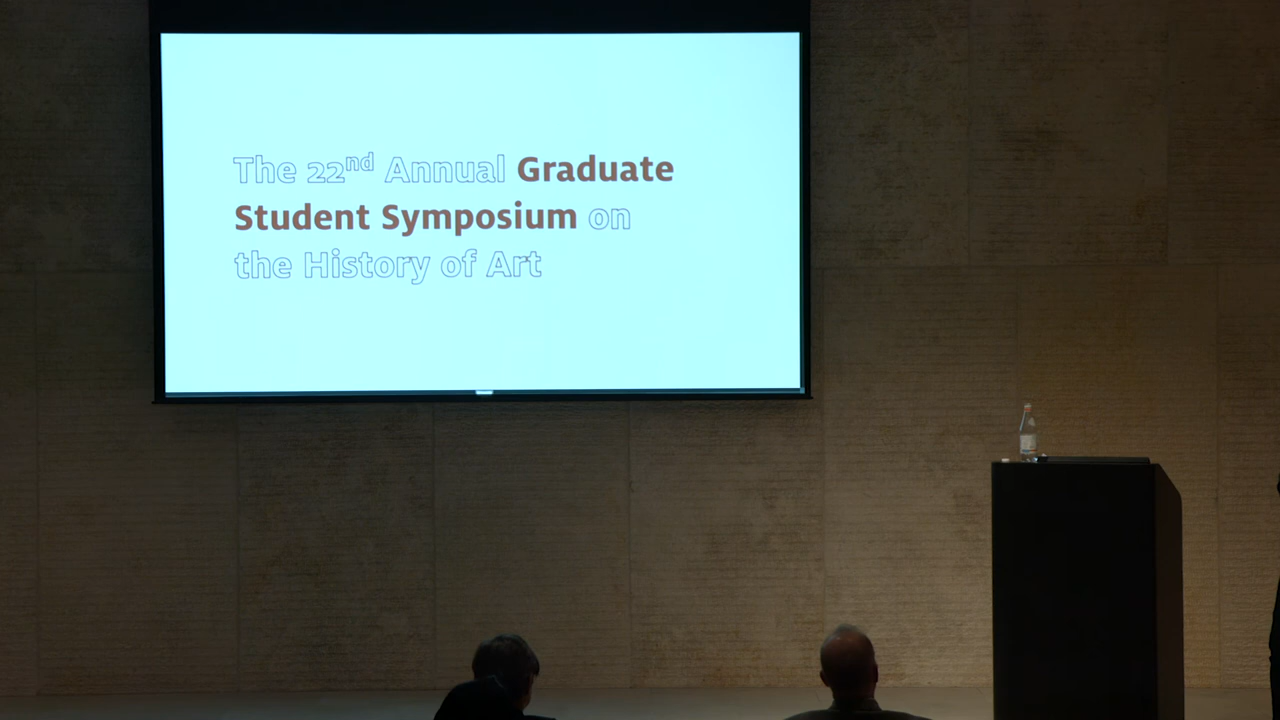 The 22nd Annual Graduate
Student Symposium on
the History of Art